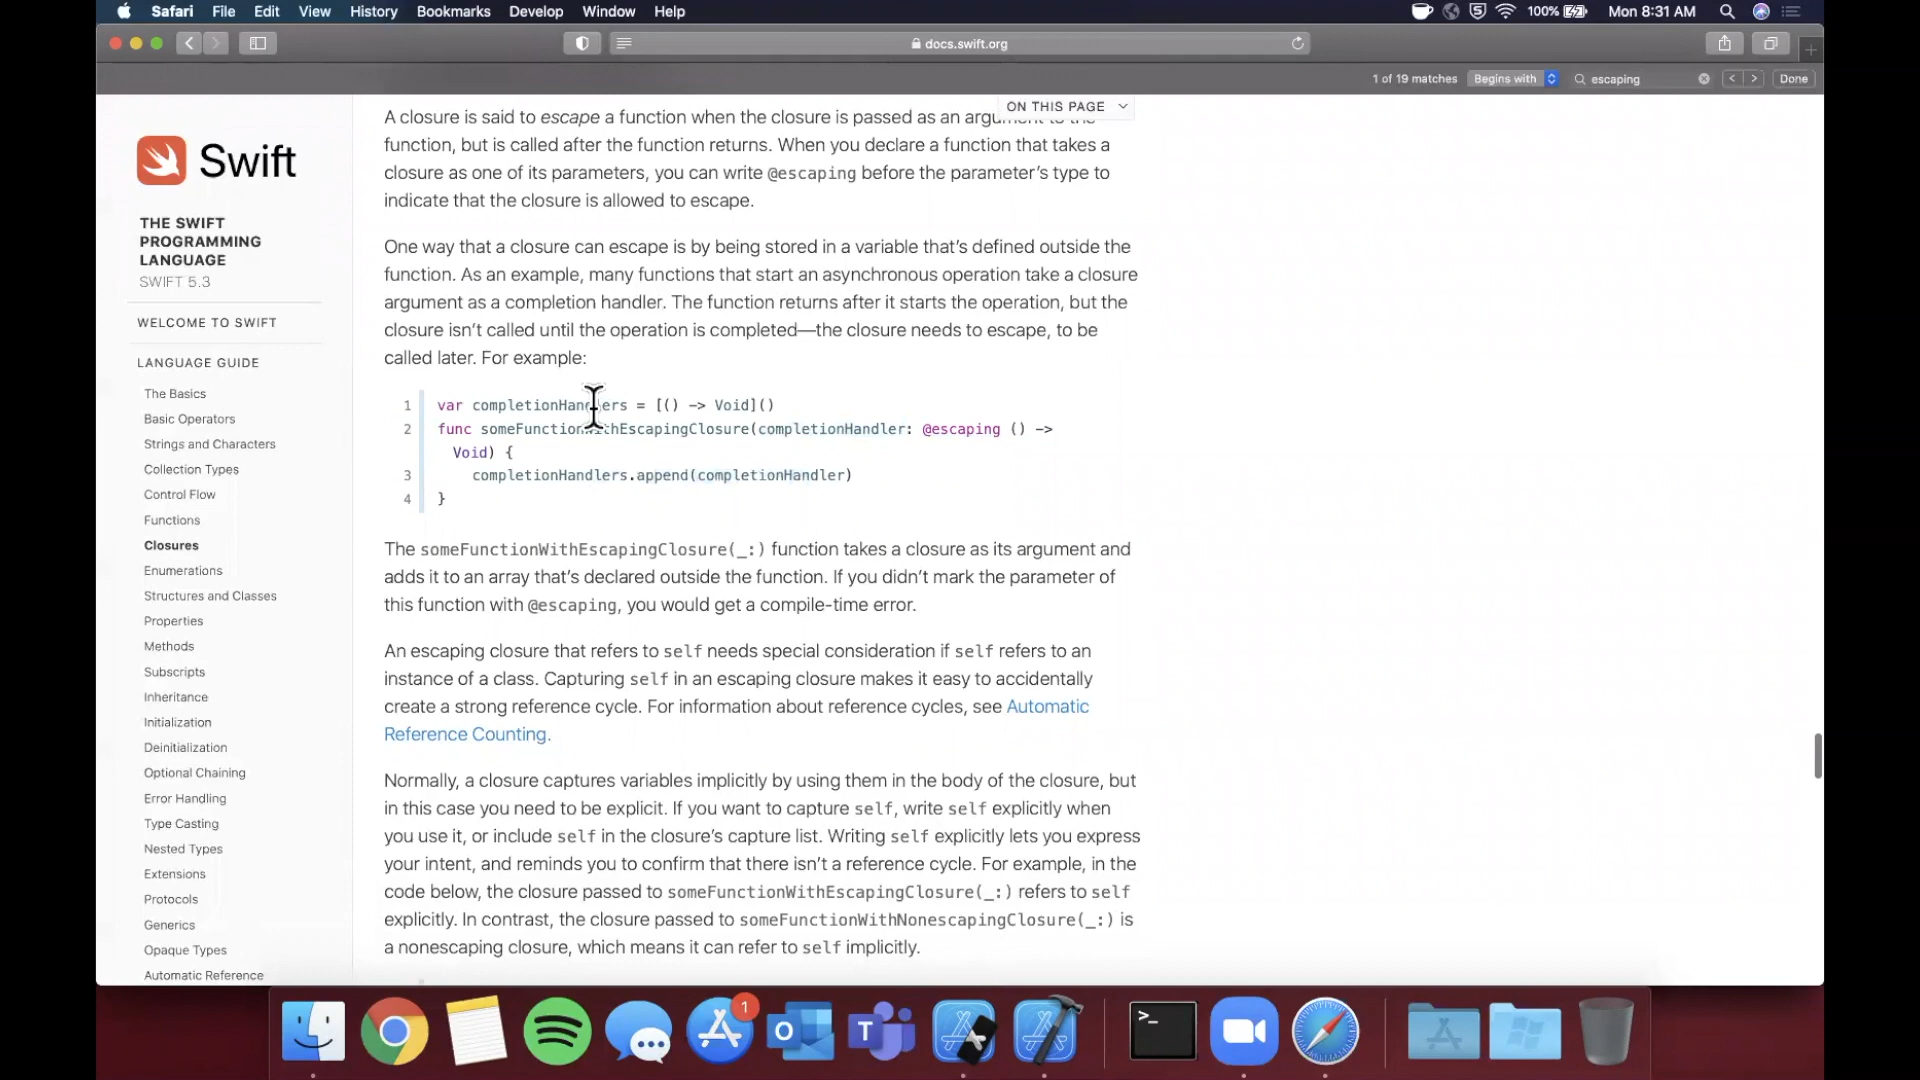 Safari File Edit View History Bookmarks Develop Window Help 100% Mon 8:31 AM
docs.swift.org
1 of 19 matches Begins with escaping Done
Swift
THE SWIFT
PROGRAMMING
LANGUAGE
SWIFT 5.3
WELCOME TO SWIFT
LANGUAGE GUIDE
The Basics
Basic Operators
Strings and Characters
Collection Types
Control Flow
Functions
Closures
Enumerations
Structures and Classes
Properties
Methods
Subscripts
Inheritance
Initialization
Deinitialization
Optional Chaining
Error Handling
Type Casting
Nested Types
Extensions
Protocols
Generics
Opaque Types
Automatic Reference
ON THIS PAGE
A closure is said to escape a function when the closure is passed as an argument to the
function, but is called after the function returns. When you declare a function that takes a
closure as one of its parameters, you can write @escaping before the parameter's type to
indicate that the closure is allowed to escape.
One way that a closure can escape is by being stored in a variable that's defined outside the
function. As an example, many functions that start an asynchronous operation take a closure
argument as a completion handler. The function returns after it starts the operation, but the
closure isn't called until the operation is completed—the closure needs to escape, to be
called later. For example:
1 var completionHandlers = [() -> Void]()
2 func someFunctionWithEscapingClosure(completionHandler: @escaping () ->
Void) {
3 completionHandlers.append(completionHandler)
4 }
The someFunctionWithEscapingClosure(_:) function takes a closure as its argument and
adds it to an array that's declared outside the function. If you didn't mark the parameter of
this function with @escaping, you would get a compile-time error.
An escaping closure that refers to self needs special consideration if self refers to an
instance of a class. Capturing self in an escaping closure makes it easy to accidentally
create a strong reference cycle. For information about reference cycles, see Automatic
Reference Counting.
Normally, a closure captures variables implicitly by using them in the body of the closure, but
in this case you need to be explicit. If you want to capture self, write self explicitly when
you use it, or include self in the closure's capture list. Writing self explicitly lets you express
your intent, and reminds you to confirm that there isn't a reference cycle. For example, in the
code below, the closure passed to someFunctionWithEscapingClosure(_:) refers to self
explicitly. In contrast, the closure passed to someFunctionWithNonescapingClosure(_:) is
a nonescaping closure, which means it can refer to self implicitly.
1